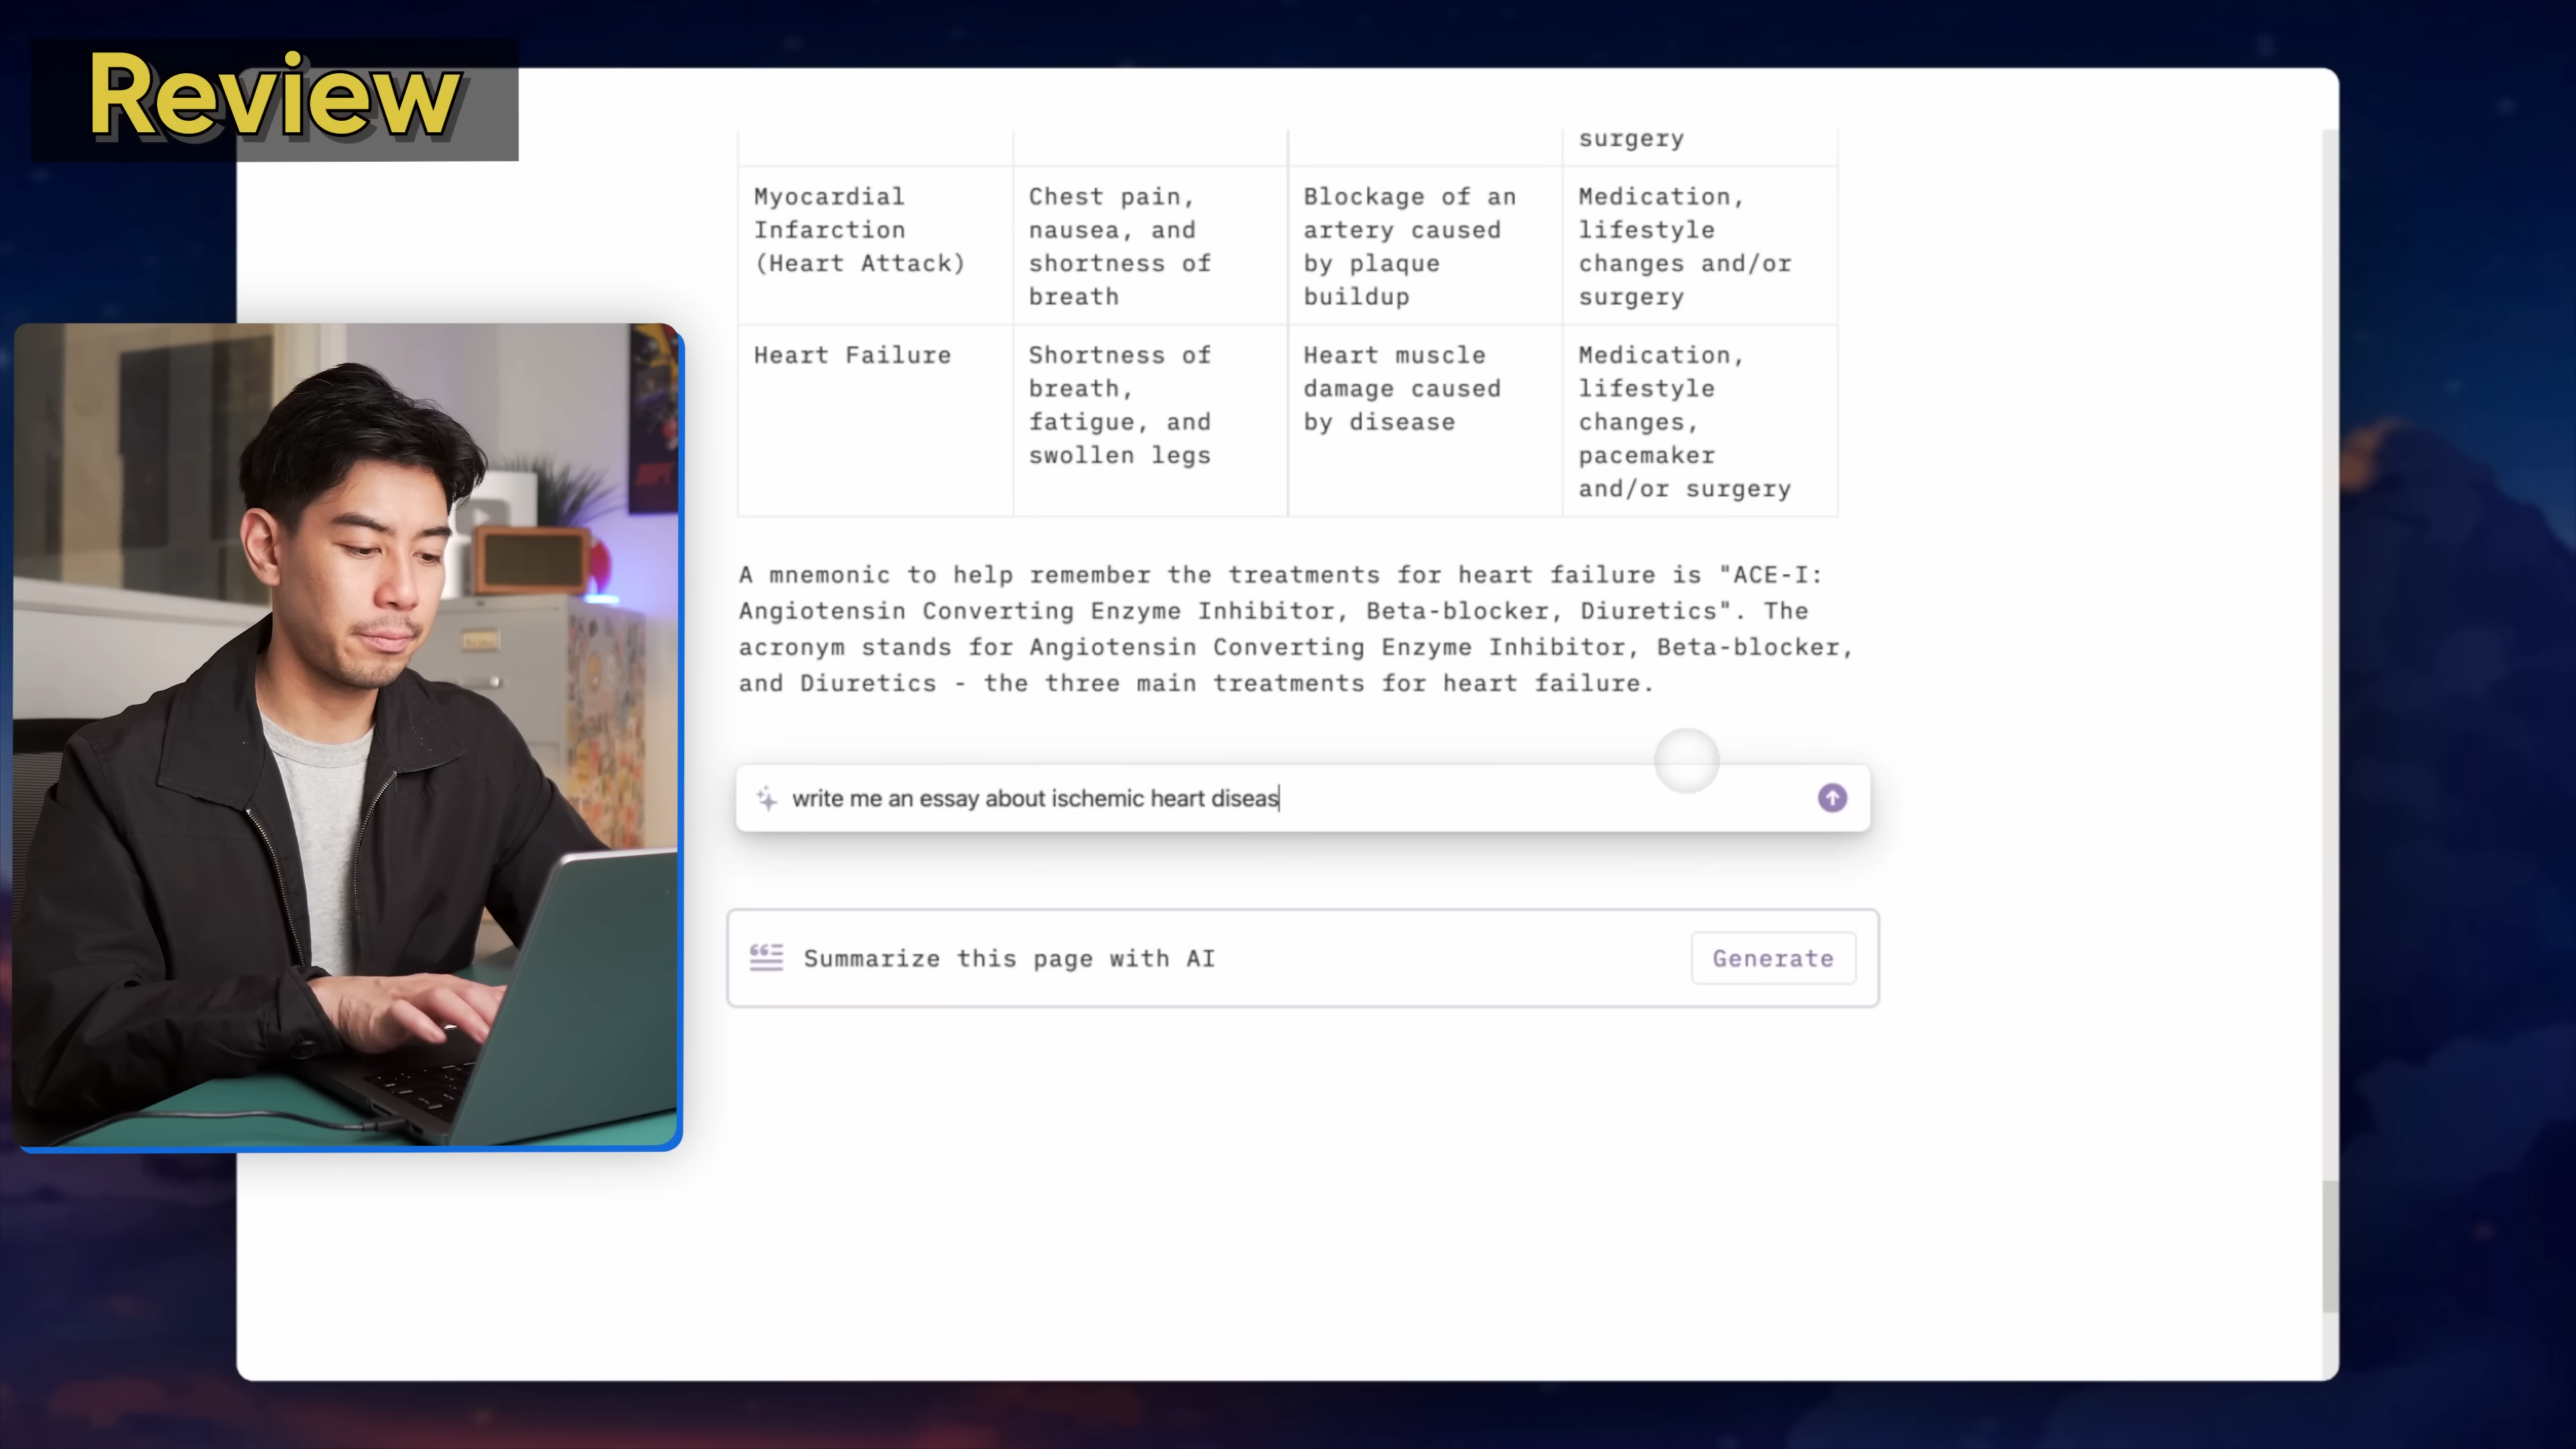 Review
surgery
Myocardial
Infarction
(Heart Attack)
Chest pain,
nausea, and
shortness of
breath
Blockage of an
artery caused
by plaque
buildup
Medication,
lifestyle
changes and/or
surgery
Heart Failure
Shortness of
breath,
fatigue, and
swollen legs
Heart muscle
damage caused
by disease
Medication,
lifestyle
changes,
pacemaker
and/or surgery
A mnemonic to help remember the treatments for heart failure is "ACE-I:
Angiotensin Converting Enzyme Inhibitor, Beta-blocker, Diuretics". The
acronym stands for Angiotensin Converting Enzyme Inhibitor, Beta-blocker,
and Diuretics - the three main treatments for heart failure.
write me an essay about ischemic heart diseas
Summarize this page with AI
Generate